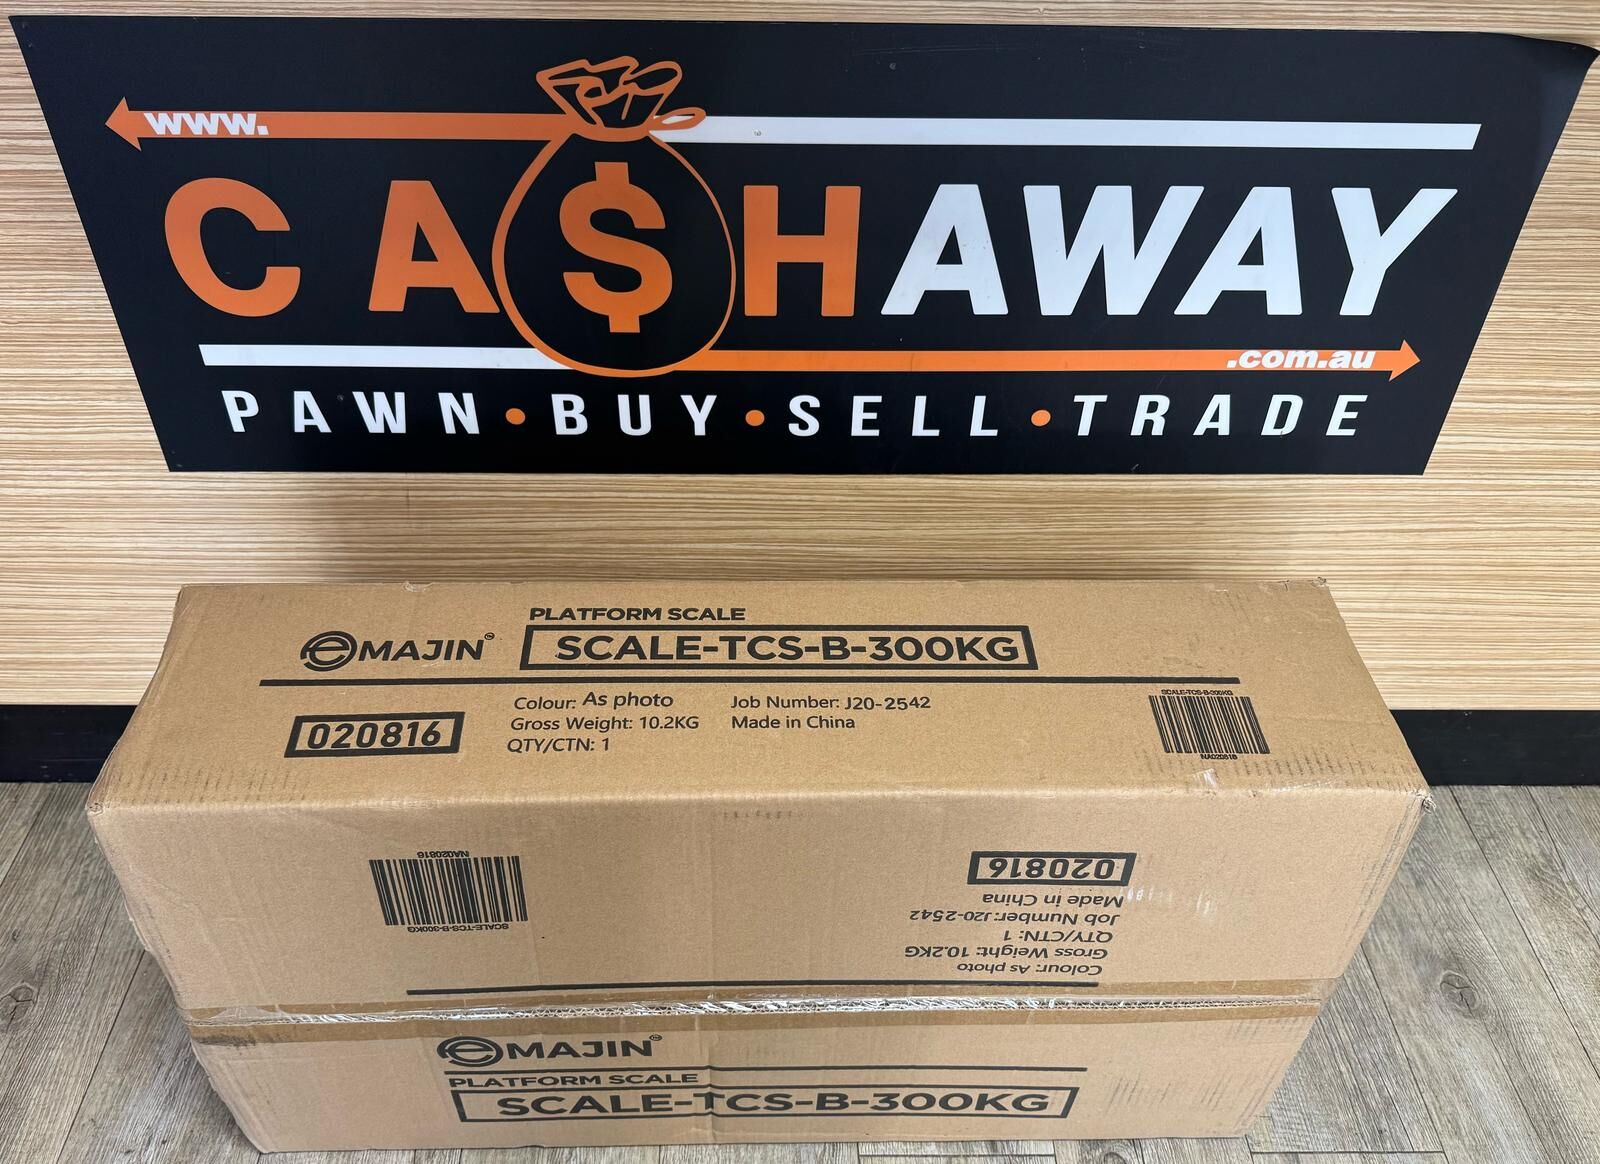 www.
CA$HAWAY
.com.au
PAWN•BUY•SELL•TRADE
PLATFORM SCALE
eMAJIN™
SCALE-TCS-B-300KG
Colour: As photo
Job Number: J20-2542
Gross Weight: 10.2KG
Made in China
QTY/CTN: 1
020816
SCALE-TCS-B-300KG
NA020816
NA020816
SCALE-TCS-B-300KG
020816
Made in China
Job Number:J20-2542
QTY/CTN: 1
Gross Weight: 10.2KG
Colour: As photo
eMAJIN™
PLATFORM SCALE
SCALE-TCS-B-300KG